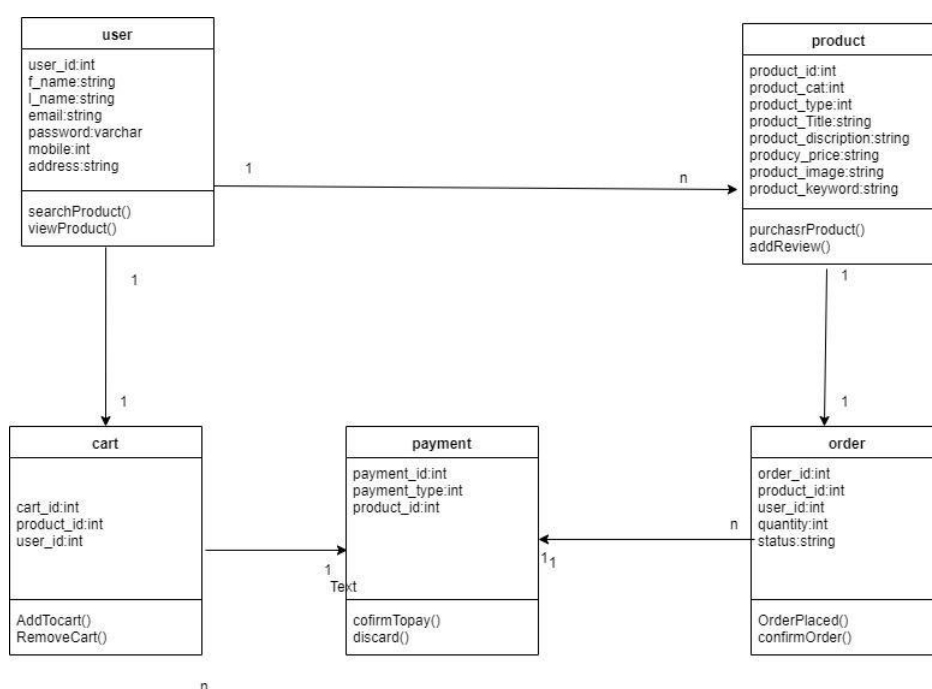 user
user_id:int
f_name:string
l_name:string
email:string
password:varchar
mobile:int
address:string
searchProduct()
viewProduct()
product
product_id:int
product_cat:int
product_type:int
product_Title:string
product_discription:string
producy_price:string
product_image:string
product_keyword:string
purchasrProduct()
addReview()
1
n
1
1
1
1
cart
cart_id:int
product_id:int
user_id:int
AddTocart()
RemoveCart()
payment
payment_id:int
payment_type:int
product_id:int
cofirmTopay()
discard()
order
order_id:int
product_id:int
user_id:int
quantity:int
status:string
OrderPlaced()
confirmOrder()
n
1
1
1
Text
n